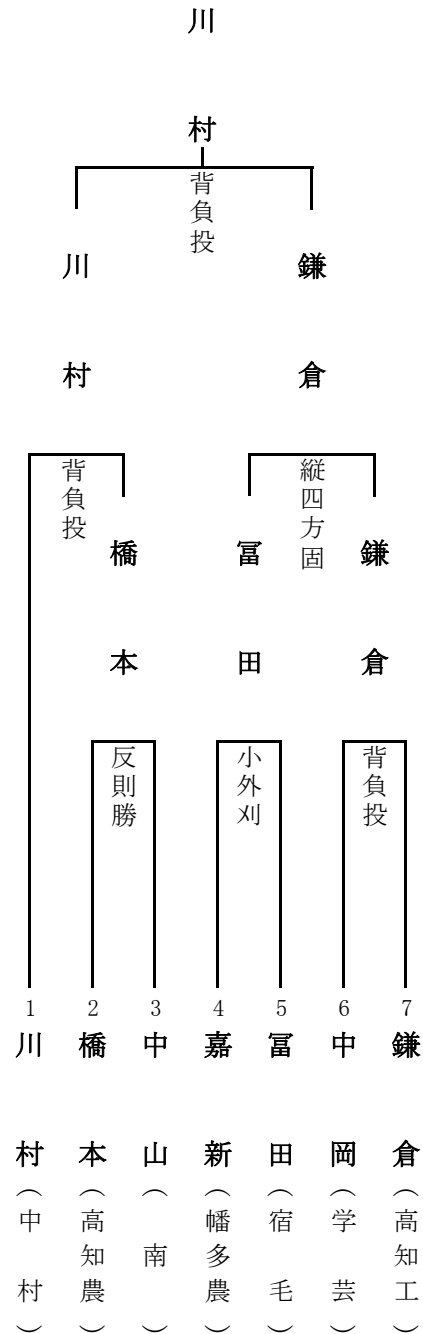 川村
背負投
川村
鎌倉
背負投
縦四方固
橋本
冨田
鎌倉
反則勝
小外刈
背負投
1 2 3 4 5 6 7
川村（中村）
橋本（高知農）
中山（南）
嘉新（幡多農）
冨田（宿毛）
中岡（学芸）
鎌倉（高知工）